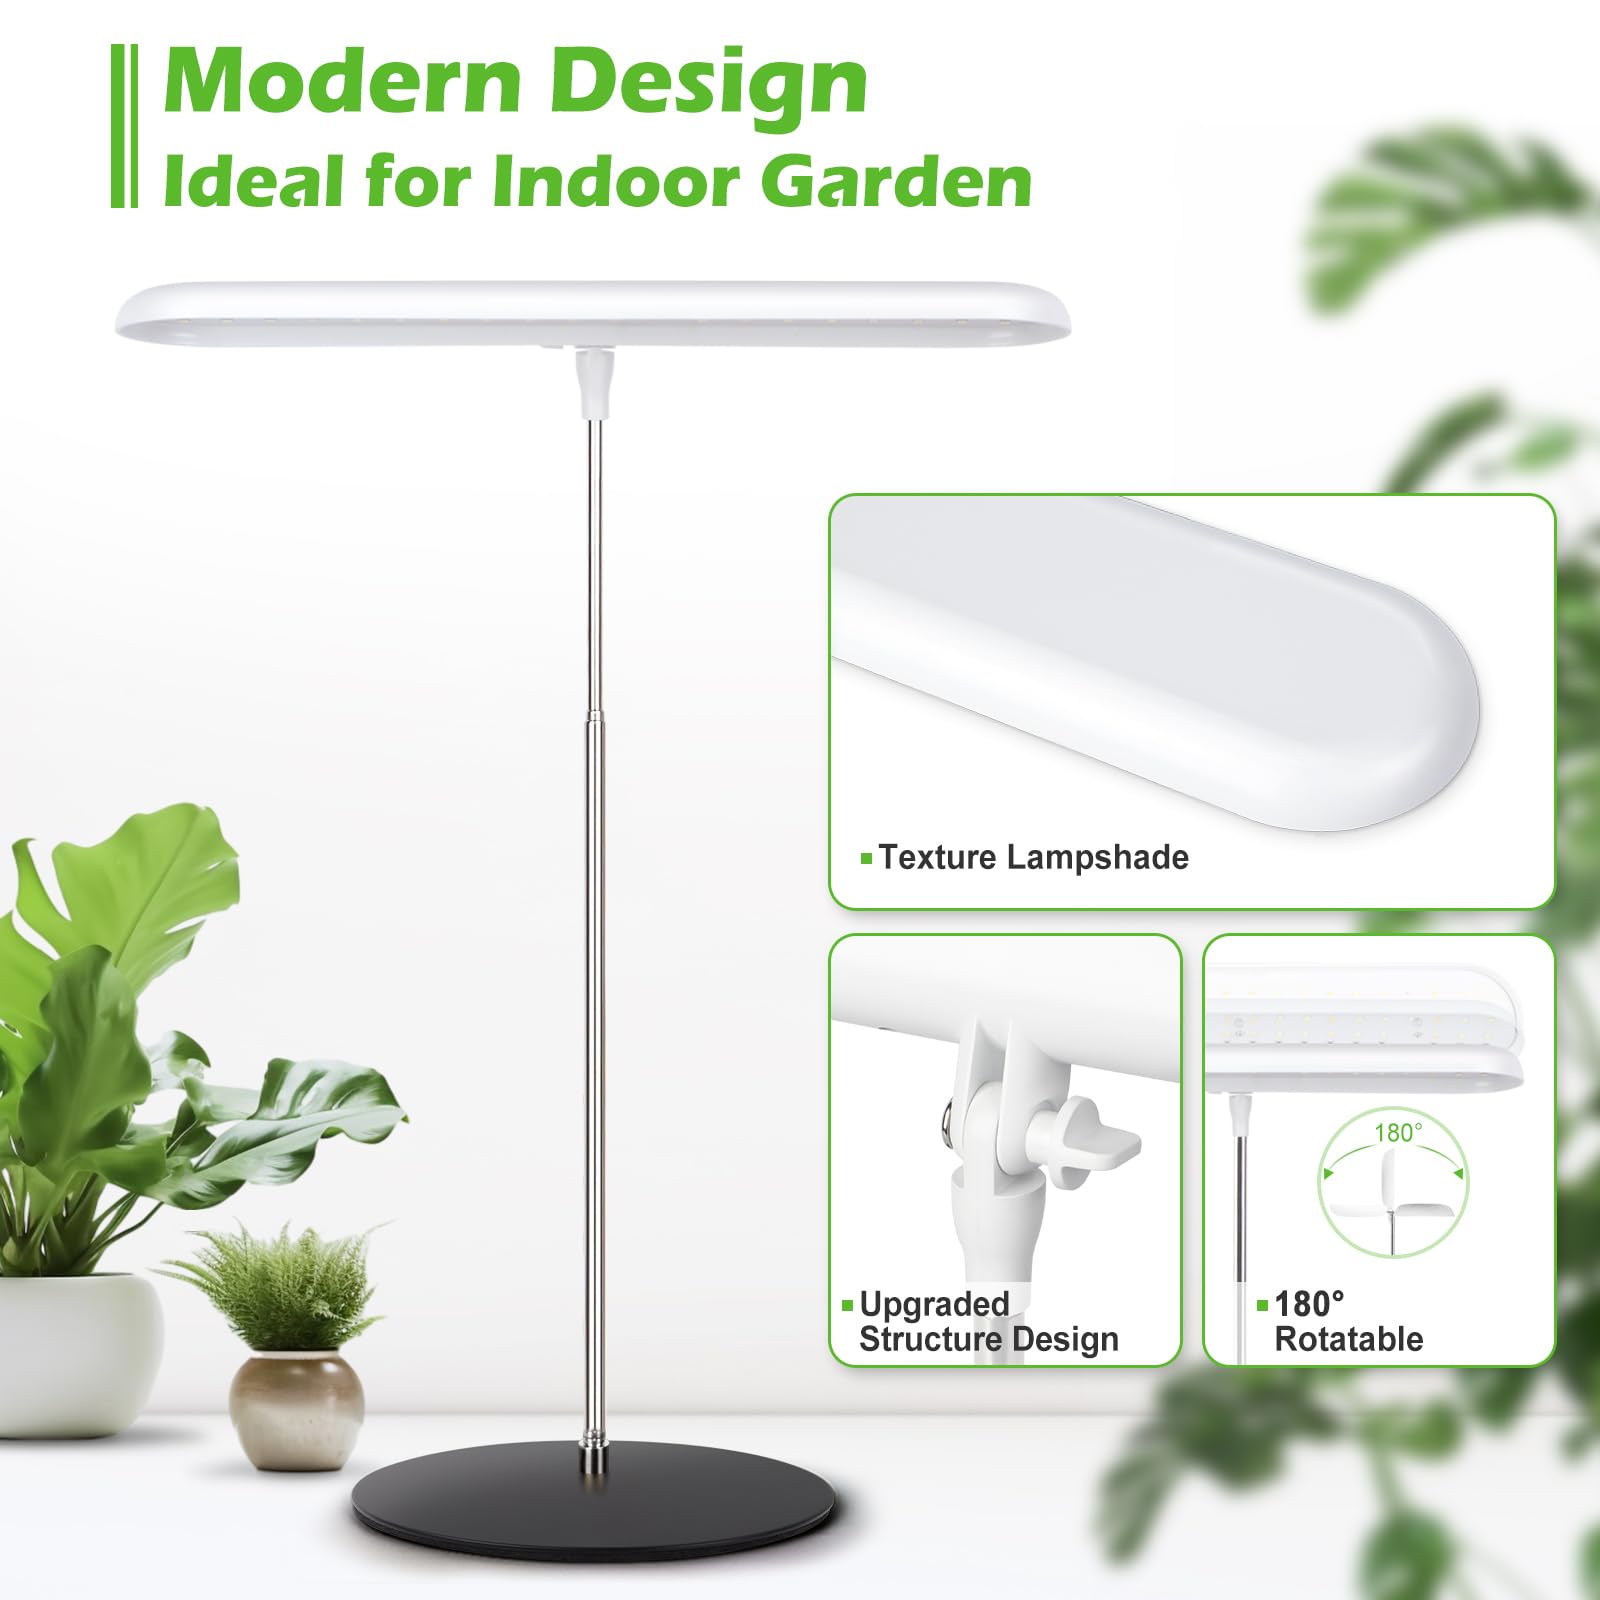 Modern Design
Ideal for Indoor Garden
Texture Lampshade
Upgraded
Structure Design
180°
180°
Rotatable